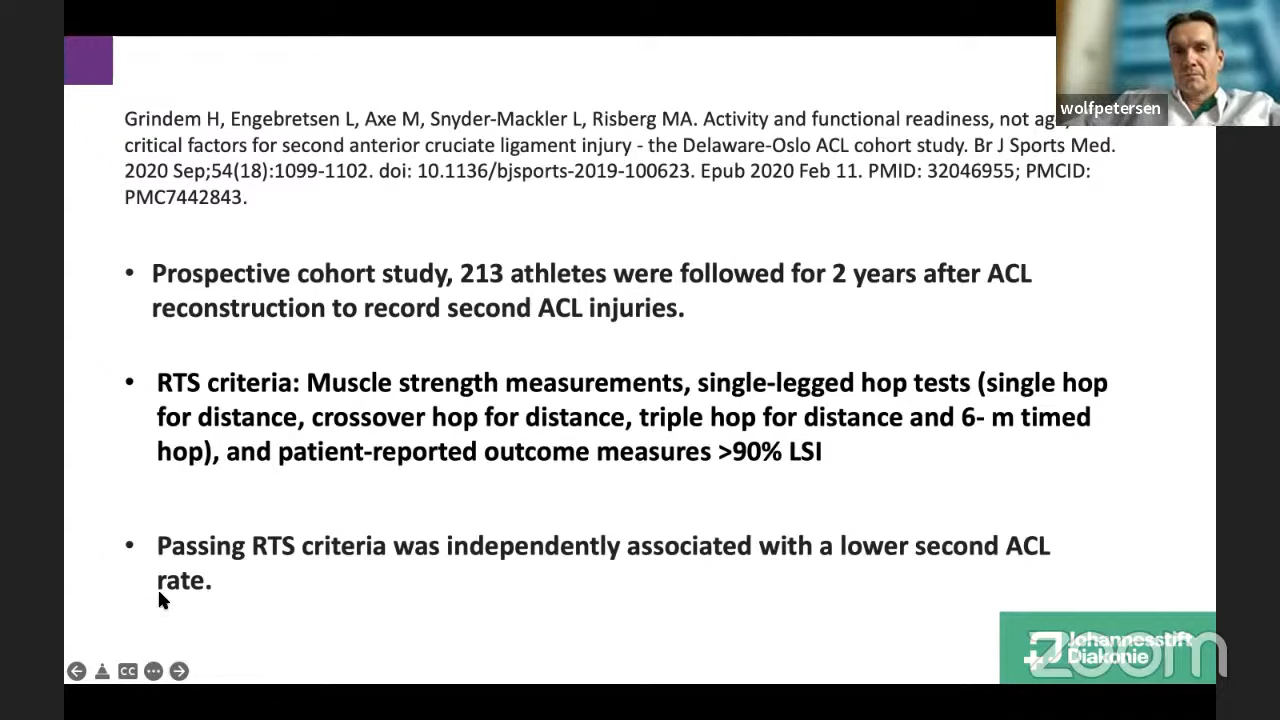 wolfpetersen
Grindem H, Engebretsen L, Axe M, Snyder-Mackler L, Risberg MA. Activity and functional readiness, not age,
critical factors for second anterior cruciate ligament injury - the Delaware-Oslo ACL cohort study. Br J Sports Med.
2020 Sep;54(18):1099-1102. doi: 10.1136/bjsports-2019-100623. Epub 2020 Feb 11. PMID: 32046955; PMCID:
PMC7442843.
• Prospective cohort study, 213 athletes were followed for 2 years after ACL
reconstruction to record second ACL injuries.
• RTS criteria: Muscle strength measurements, single-legged hop tests (single hop
for distance, crossover hop for distance, triple hop for distance and 6- m timed
hop), and patient-reported outcome measures >90% LSI
• Passing RTS criteria was independently associated with a lower second ACL
rate.
Johannesstift
Diakonie
zoom
CC